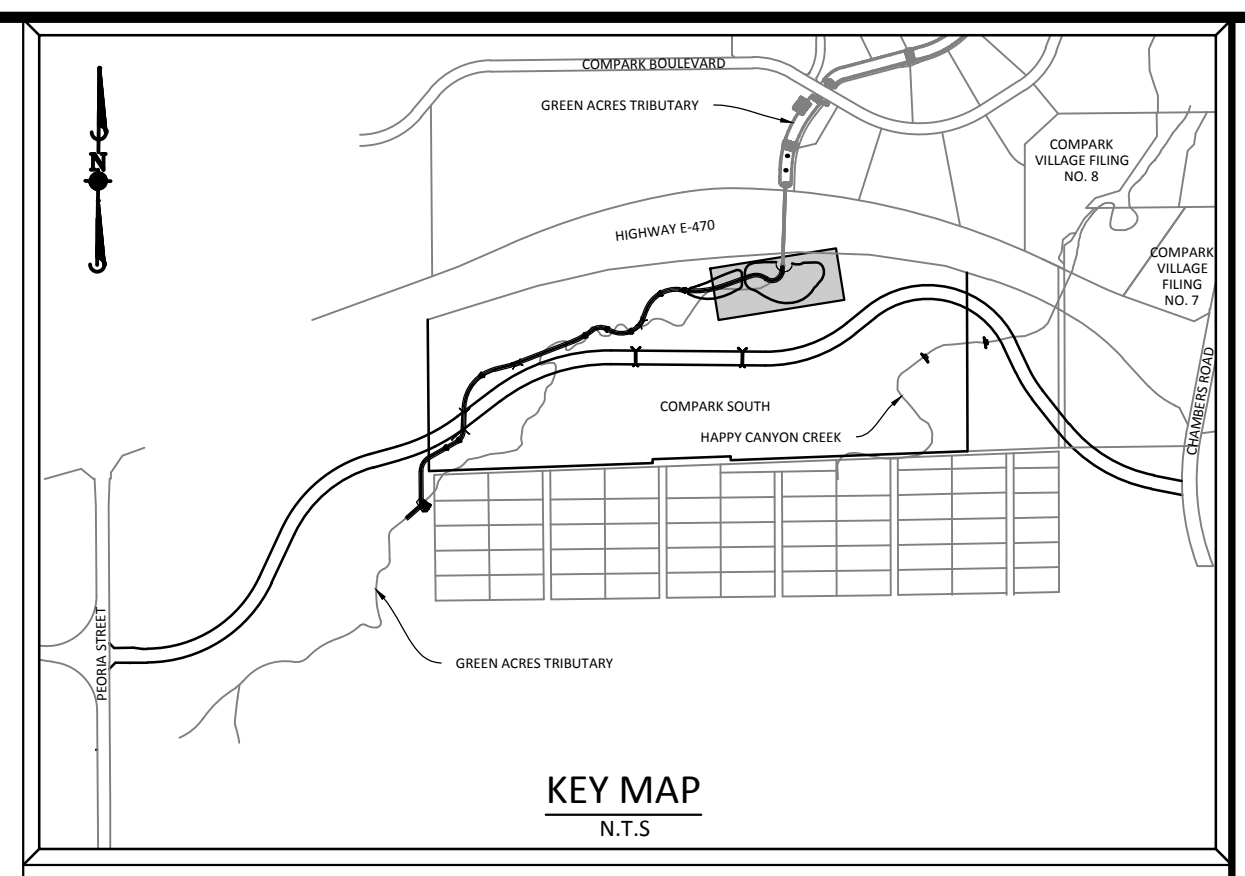 COMPARK BOULEVARD
GREEN ACRES TRIBUTARY
COMPARK
VILLAGE FILING
NO. 8
N
HIGHWAY E-470
COMPARK
VILLAGE
FILING
NO. 7
CHAMBERS ROAD
COMPARK SOUTH
HAPPY CANYON CREEK
PEORIA STREET
GREEN ACRES TRIBUTARY
KEY MAP
N.T.S